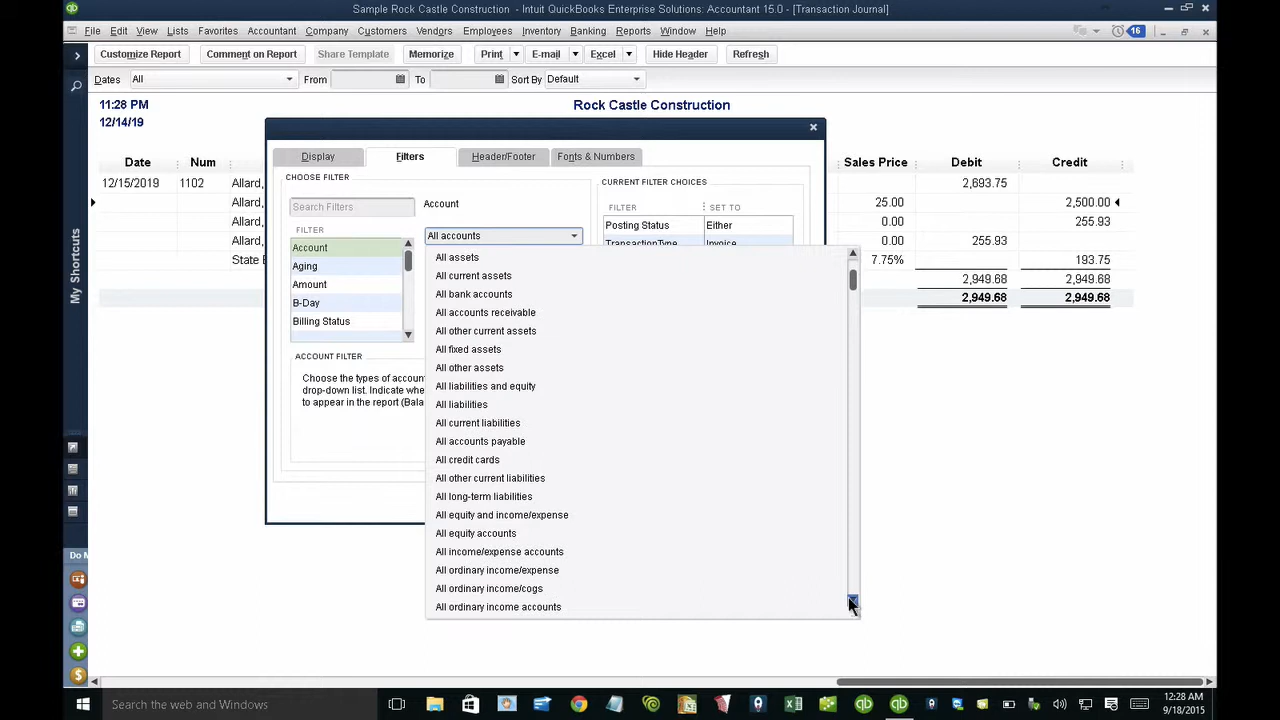 Sample Rock Castle Construction - Intuit QuickBooks Enterprise Solutions: Accountant 15.0 - [Transaction Journal]
File Edit View Lists Favorites Accountant Company Customers Vendors Employees Inventory Banking Reports Window Help 16
Customize Report Comment on Report Share Template Memorize Print E-mail Excel Hide Header Refresh
Dates All From To Sort By Default
11:28 PM Rock Castle Construction
12/14/19
Date Num Sales Price Debit Credit
12/15/2019 1102 Allard, 2,693.75
Allard, 25.00 2,500.00
Allard, 0.00 255.93
Allard, 0.00 255.93
State 7.75% 193.75
2,949.68 2,949.68
2,949.68 2,949.68
Display Filters Header/Footer Fonts & Numbers
CHOOSE FILTER
Search Filters
Account
FILTER
Account
Aging
Amount
B-Day
Billing Status
All accounts
CURRENT FILTER CHOICES
FILTER SET TO
Posting Status Either
TransactionType Invoice
ACCOUNT FILTER
Choose the types of accoun
drop-down list. Indicate whe
to appear in the report (Bala
All assets
All current assets
All bank accounts
All accounts receivable
All other current assets
All fixed assets
All other assets
All liabilities and equity
All liabilities
All current liabilities
All accounts payable
All credit cards
All other current liabilities
All long-term liabilities
All equity and income/expense
All equity accounts
All income/expense accounts
All ordinary income/expense
All ordinary income/cogs
All ordinary income accounts
My Shortcuts
Do M
Search the web and Windows
12:28 AM
9/18/2015